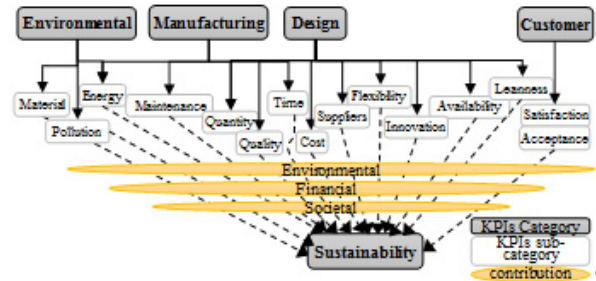 Environmental
Manufacturing
Design
Customer
Material
Energy
Maintenance
Quantity
Time
Suppliers
Flexibility
Innovation
Availability
Leanness
Satisfaction
Pollution
Quality
Cost
Acceptance
Environmental
Financial
Societal
Sustainability
KPIs Category
KPIs sub-
category
contribution